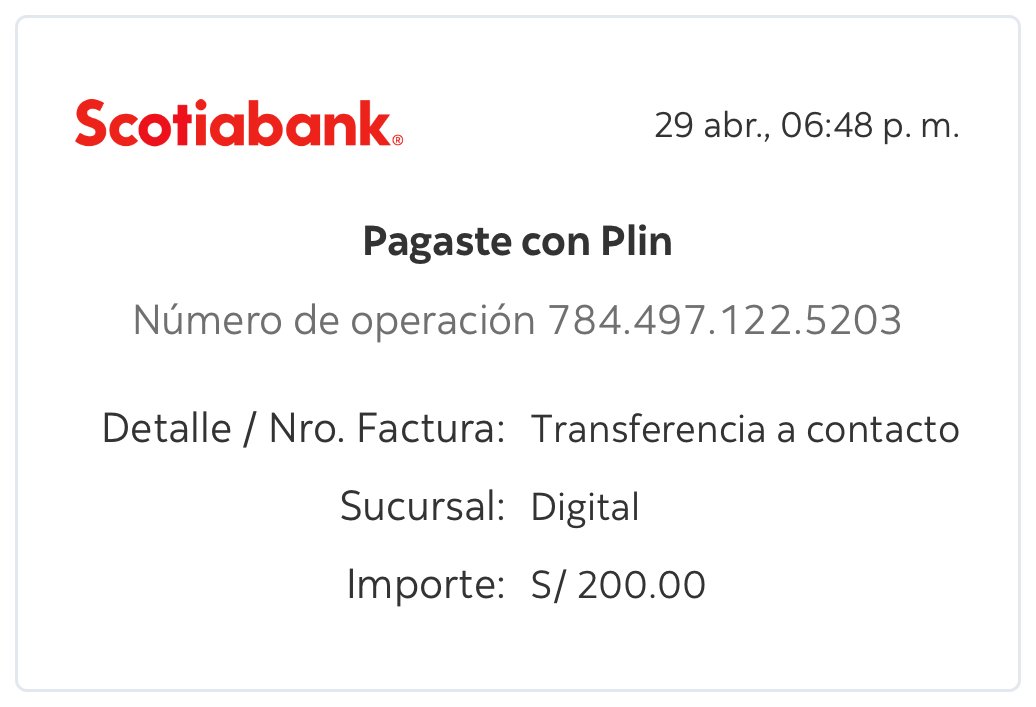 Scotiabank®
29 abr., 06:48 p. m.
Pagaste con Plin
Número de operación 784.497.122.5203
Detalle / Nro. Factura: Transferencia a contacto
Sucursal: Digital
Importe: S/ 200.00